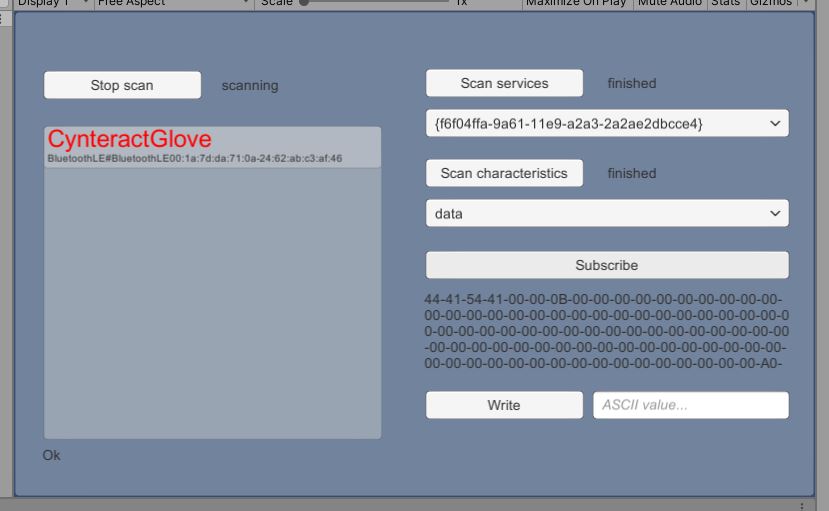 Display 1
Free Aspect
Scale
1x
Maximize On Play
Mute Audio
Stats
Gizmos
Stop scan
scanning
CynteractGlove
BluetoothLE#BluetoothLE00:1a:7d:da:71:0a-24:62:ab:c3:af:46
Ok
Scan services
finished
{f6f04ffa-9a61-11e9-a2a3-2a2ae2dbcce4}
Scan characteristics
finished
data
Subscribe
44-41-54-41-00-00-0B-00-00-00-00-00-00-00-00-00-00-
00-00-00-00-00-00-00-00-00-00-00-00-00-00-00-00-00-0
0-00-00-00-00-00-00-00-00-00-00-00-00-00-00-00-00-00
-00-00-00-00-00-00-00-00-00-00-00-00-00-00-00-00-00-
00-00-00-00-00-00-00-00-00-00-00-00-00-00-00-00-A0-
Write
ASCII value...